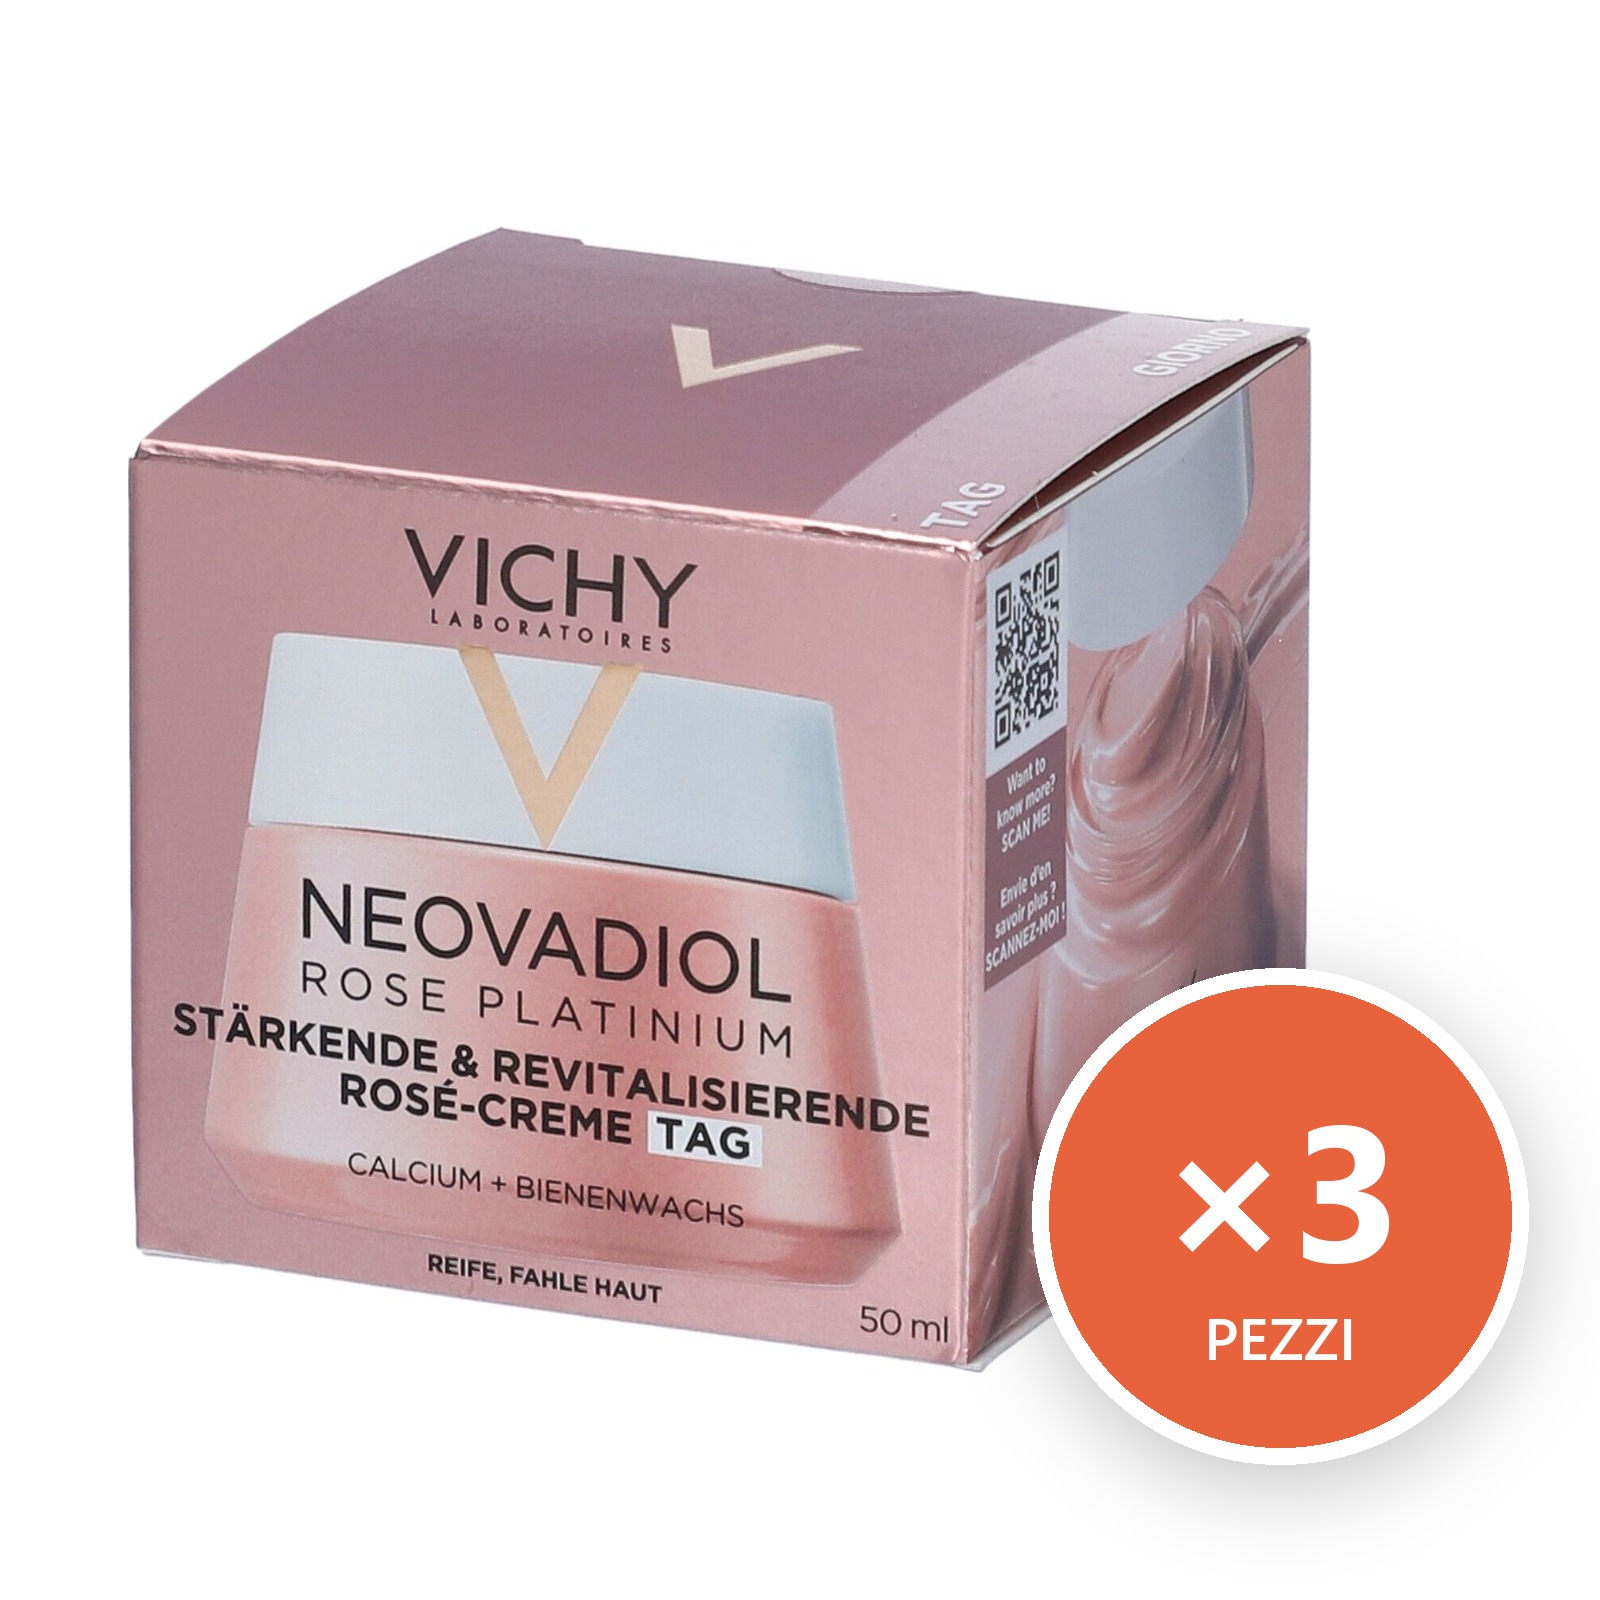 GIORNO
TAG
VICHY
LABORATOIRES
NEOVADIOL
ROSE PLATINIUM
STÄRKENDE & REVITALISIERENDE
ROSÉ-CREME TAG
CALCIUM + BIENENWACHS
REIFE, FAHLE HAUT
50 ml
Want to
know more?
SCAN ME!
Envie d'en
savoir plus ?
SCANNEZ-MOI !
×3
PEZZI